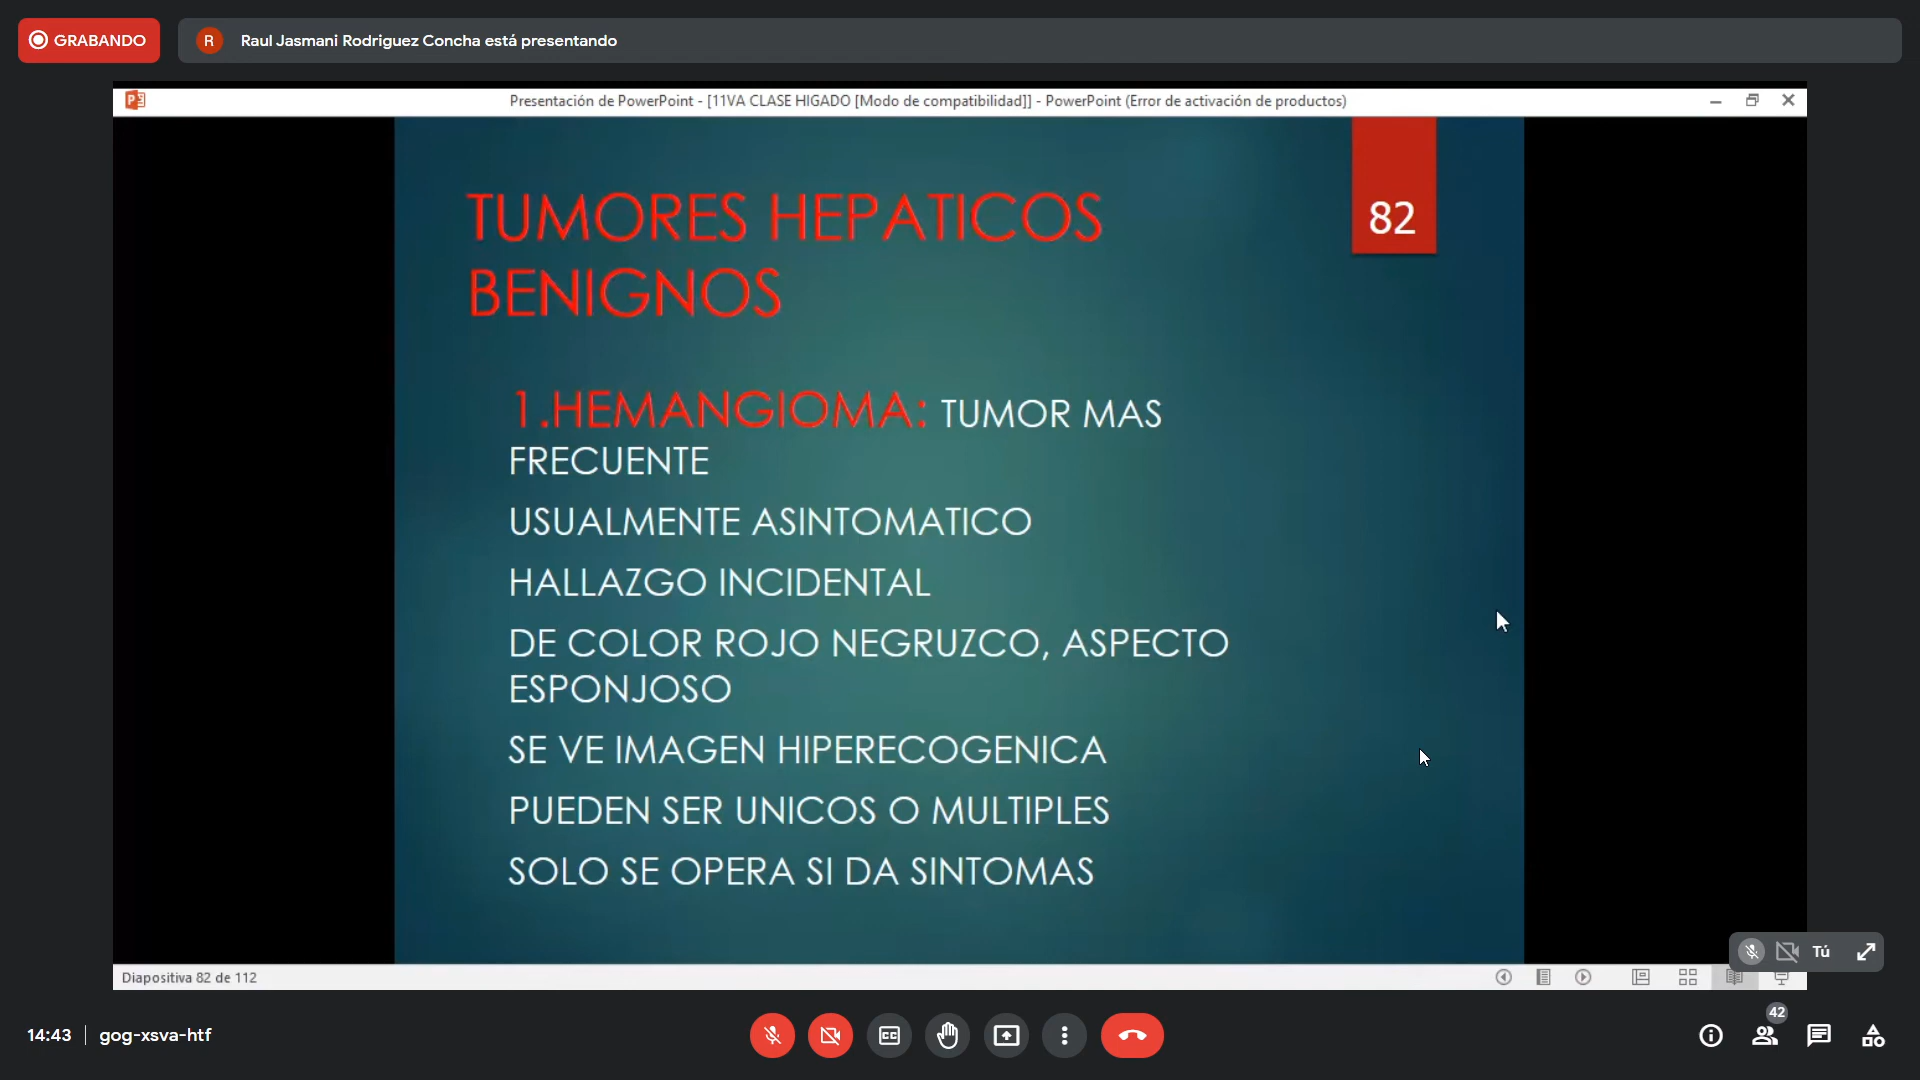 GRABANDO
R
Raul Jasmani Rodriguez Concha está presentando
Presentación de PowerPoint - [11VA CLASE HIGADO [Modo de compatibilidad]] - PowerPoint (Error de activación de productos)
TUMORES HEPATICOS
BENIGNOS
82
1.HEMANGIOMA: TUMOR MAS
FRECUENTE
USUALMENTE ASINTOMATICO
HALLAZGO INCIDENTAL
DE COLOR ROJO NEGRUZCO, ASPECTO
ESPONJOSO
SE VE IMAGEN HIPERECOGENICA
PUEDEN SER UNICOS O MULTIPLES
SOLO SE OPERA SI DA SINTOMAS
Tú
Diapositiva 82 de 112
14:43
gog-xsva-htf
CC
42